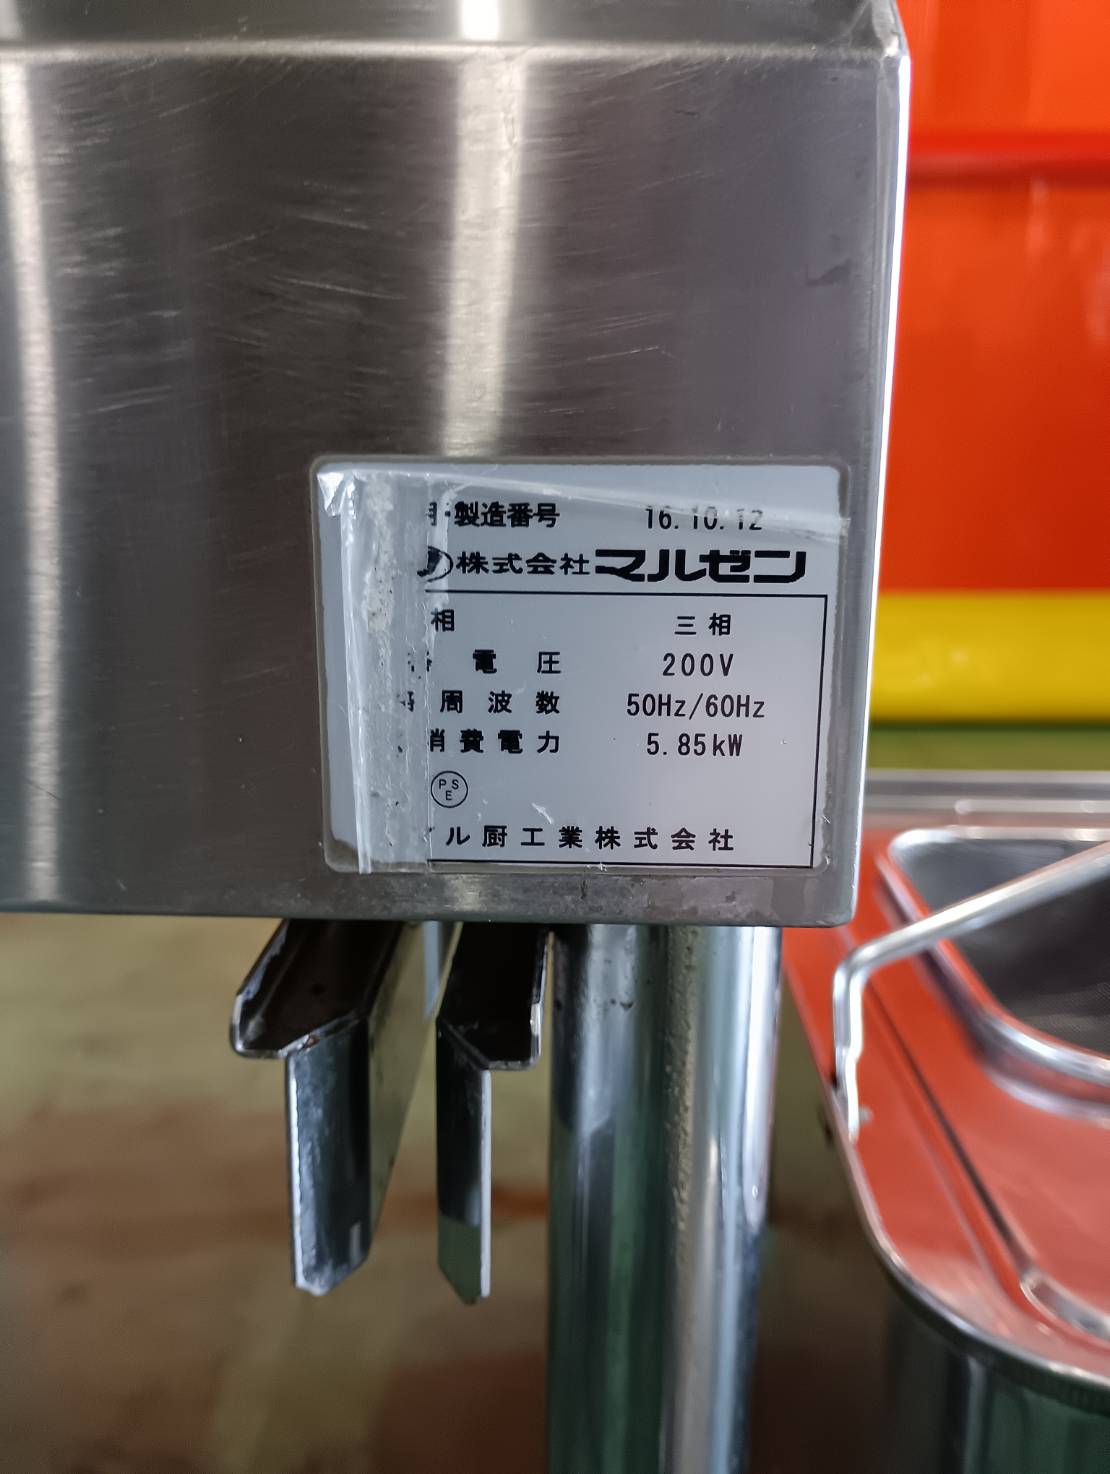 製造番号 16.10.12
株式会社マルゼン
相 三相
電圧 200V
周波数 50Hz/60Hz
消費電力 5.85kW
PSE
ル厨工業株式会社